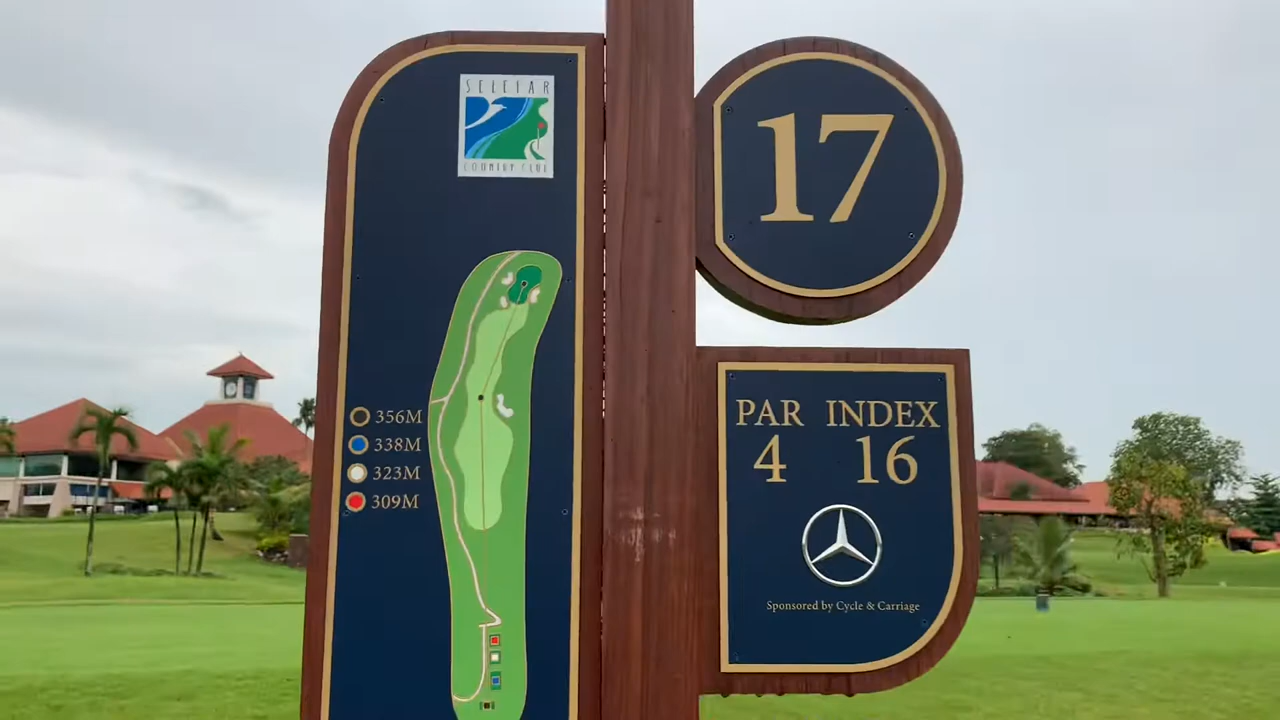 SELETAR
COUNTRY CLUB
356M
338M
323M
309M
17
PAR INDEX
4 16
Sponsored by Cycle & Carriage